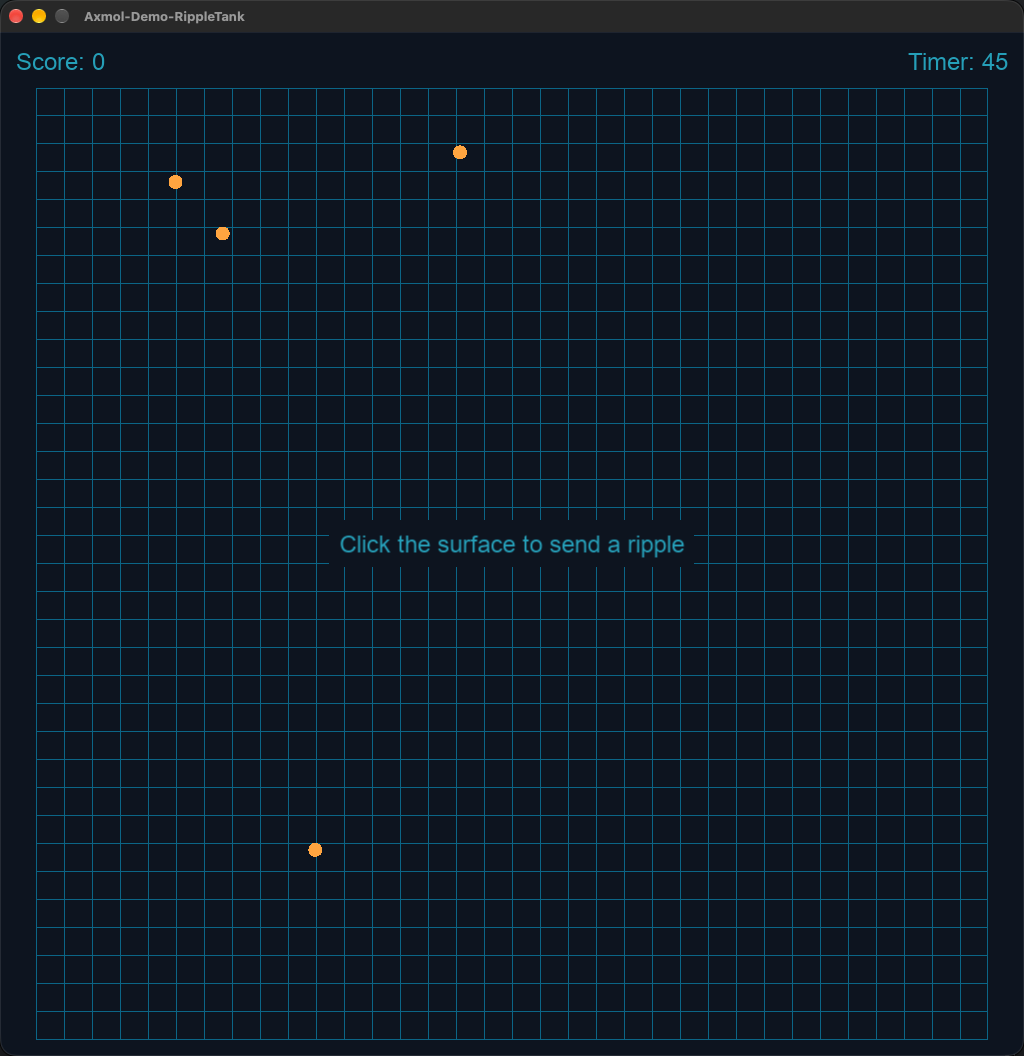 Axmol-Demo-RippleTank
Score: 0
Timer: 45
Click the surface to send a ripple